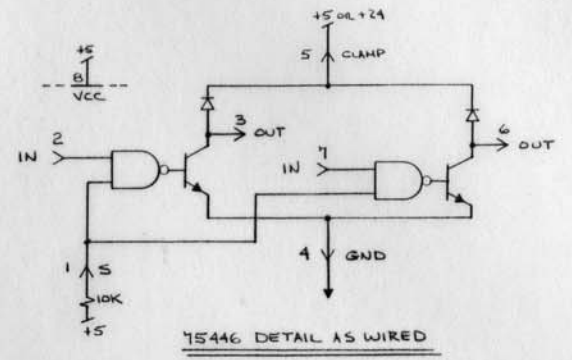 +5 OR +24
5 CLAMP
+5
8
VCC
2
IN
3
OUT
7
IN
6
OUT
1 S
4 GND
10K
+5
75446 DETAIL AS WIRED